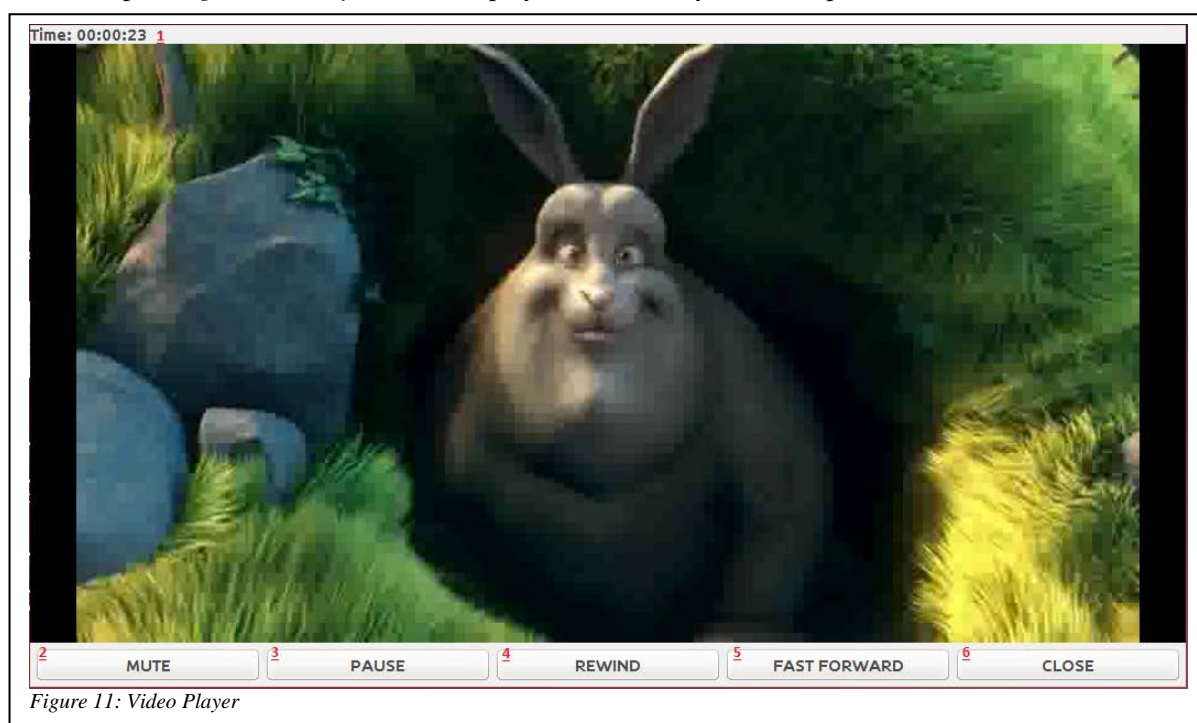 Time: 00:00:23 1
2 MUTE 3 PAUSE 4 REWIND 5 FAST FORWARD 6 CLOSE
Figure 11: Video Player